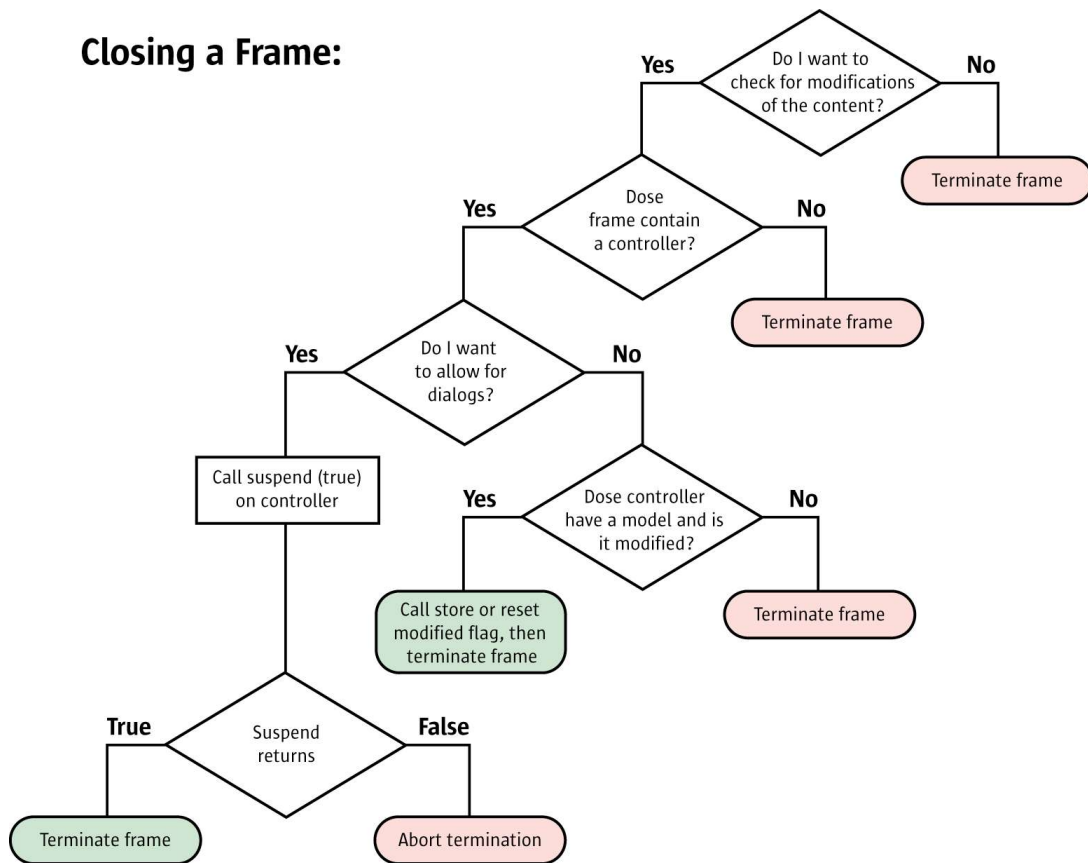 Closing a Frame:
Do I want to
check for modifications
of the content?
Yes
No
Terminate frame
Dose
frame contain
a controller?
Yes
No
Terminate frame
Do I want
to allow for
dialogs?
Yes
No
Call suspend (true)
on controller
Dose controller
have a model and is
it modified?
Yes
No
Call store or reset
modified flag, then
terminate frame
Terminate frame
Suspend
returns
True
False
Terminate frame
Abort termination